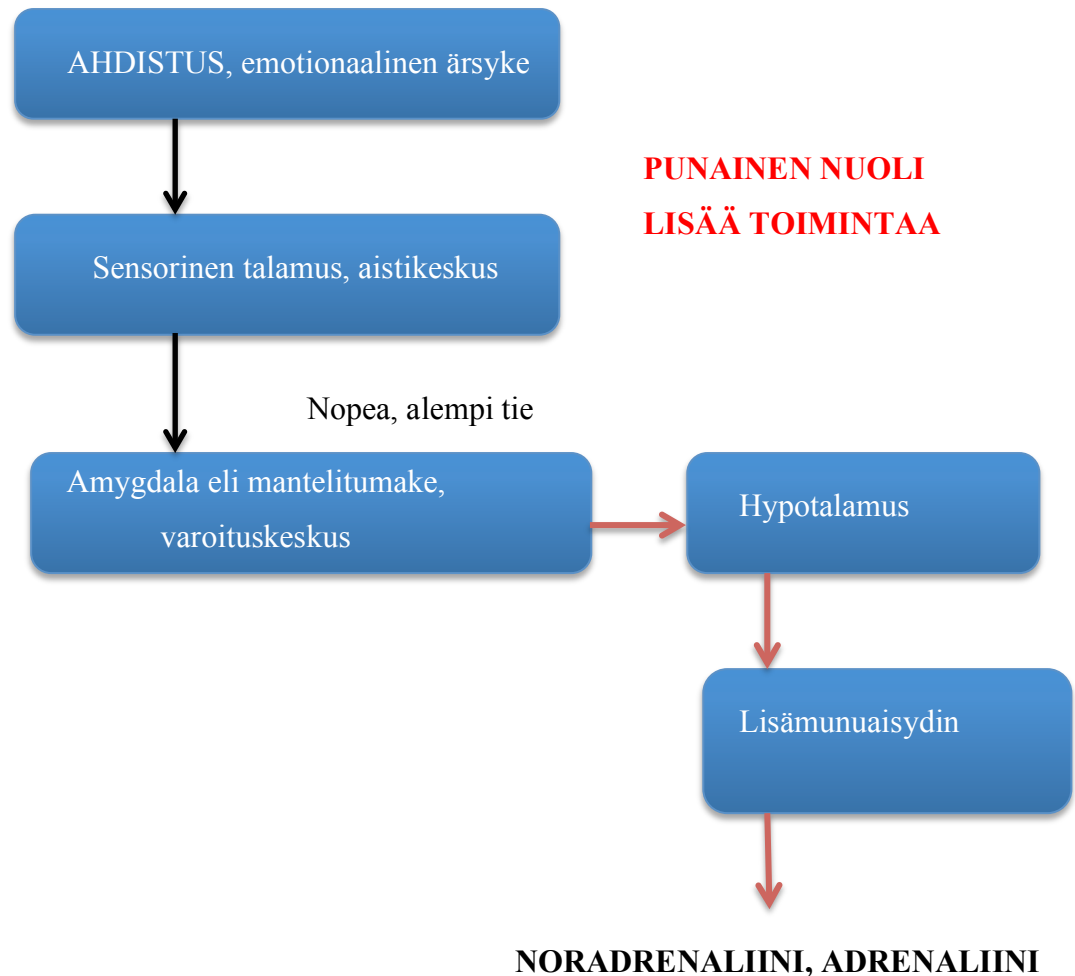 AHDISTUS, emotionaalinen ärsyke
PUNAINEN NUOLI
LISÄÄ TOIMINTAA
Sensorinen talamus, aistikeskus
Nopea, alempi tie
Amygdala eli mantelitumake,
varoituskeskus
Hypotalamus
Lisämunuaisydin
NORADRENALIINI, ADRENALIINI